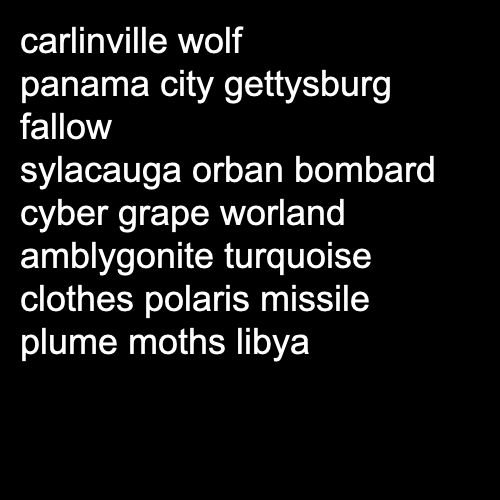 carlinville wolf
panama city gettysburg
fallow
sylacauga orban bombard
cyber grape worland
amblygonite turquoise
clothes polaris missile
plume moths libya